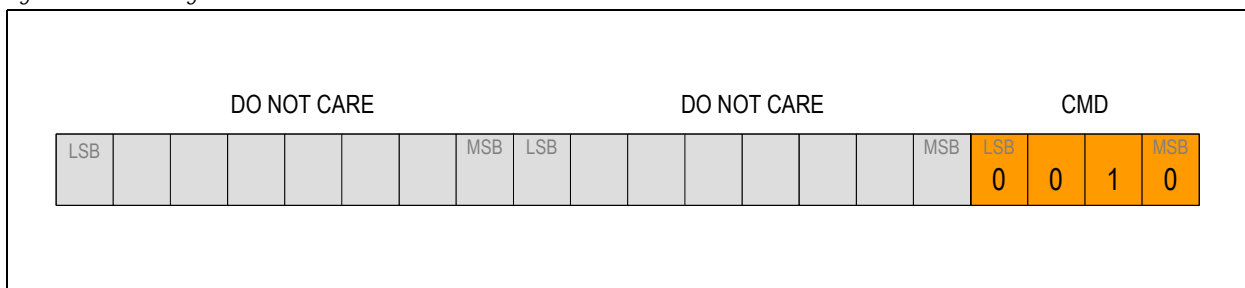 DO NOT CARE DO NOT CARE CMD
LSB MSB LSB MSB LSB MSB
0 0 1 0